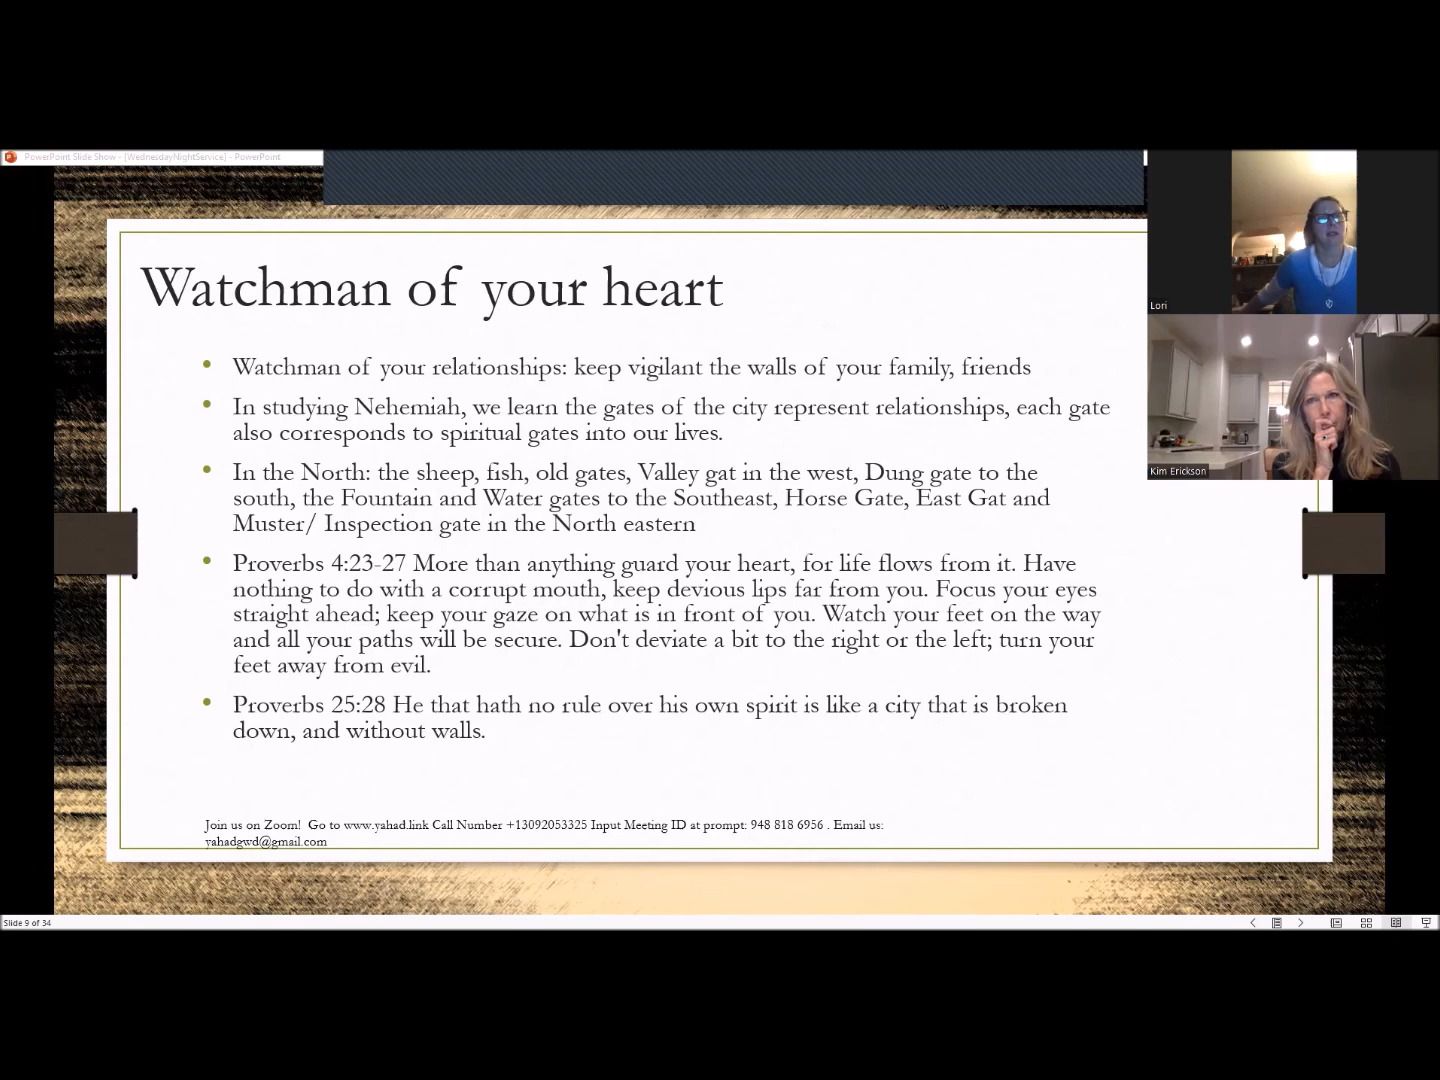 PowerPoint Slide Show - [WednesdayNightService] - PowerPoint
Watchman of your heart
Lori
• Watchman of your relationships: keep vigilant the walls of your family, friends
• In studying Nehemiah, we learn the gates of the city represent relationships, each gate
also corresponds to spiritual gates into our lives.
Kim Erickson
• In the North: the sheep, fish, old gates, Valley gat in the west, Dung gate to the
south, the Fountain and Water gates to the Southeast, Horse Gate, East Gat and
Muster/ Inspection gate in the North eastern
• Proverbs 4:23-27 More than anything guard your heart, for life flows from it. Have
nothing to do with a corrupt mouth, keep devious lips far from you. Focus your eyes
straight ahead; keep your gaze on what is in front of you. Watch your feet on the way
and all your paths will be secure. Don't deviate a bit to the right or the left; turn your
feet away from evil.
• Proverbs 25:28 He that hath no rule over his own spirit is like a city that is broken
down, and without walls.
Join us on Zoom! Go to www.yahad.link Call Number +13092053325 Input Meeting ID at prompt: 948 818 6956 . Email us:
yahadgwd@gmail.com
Slide 9 of 34